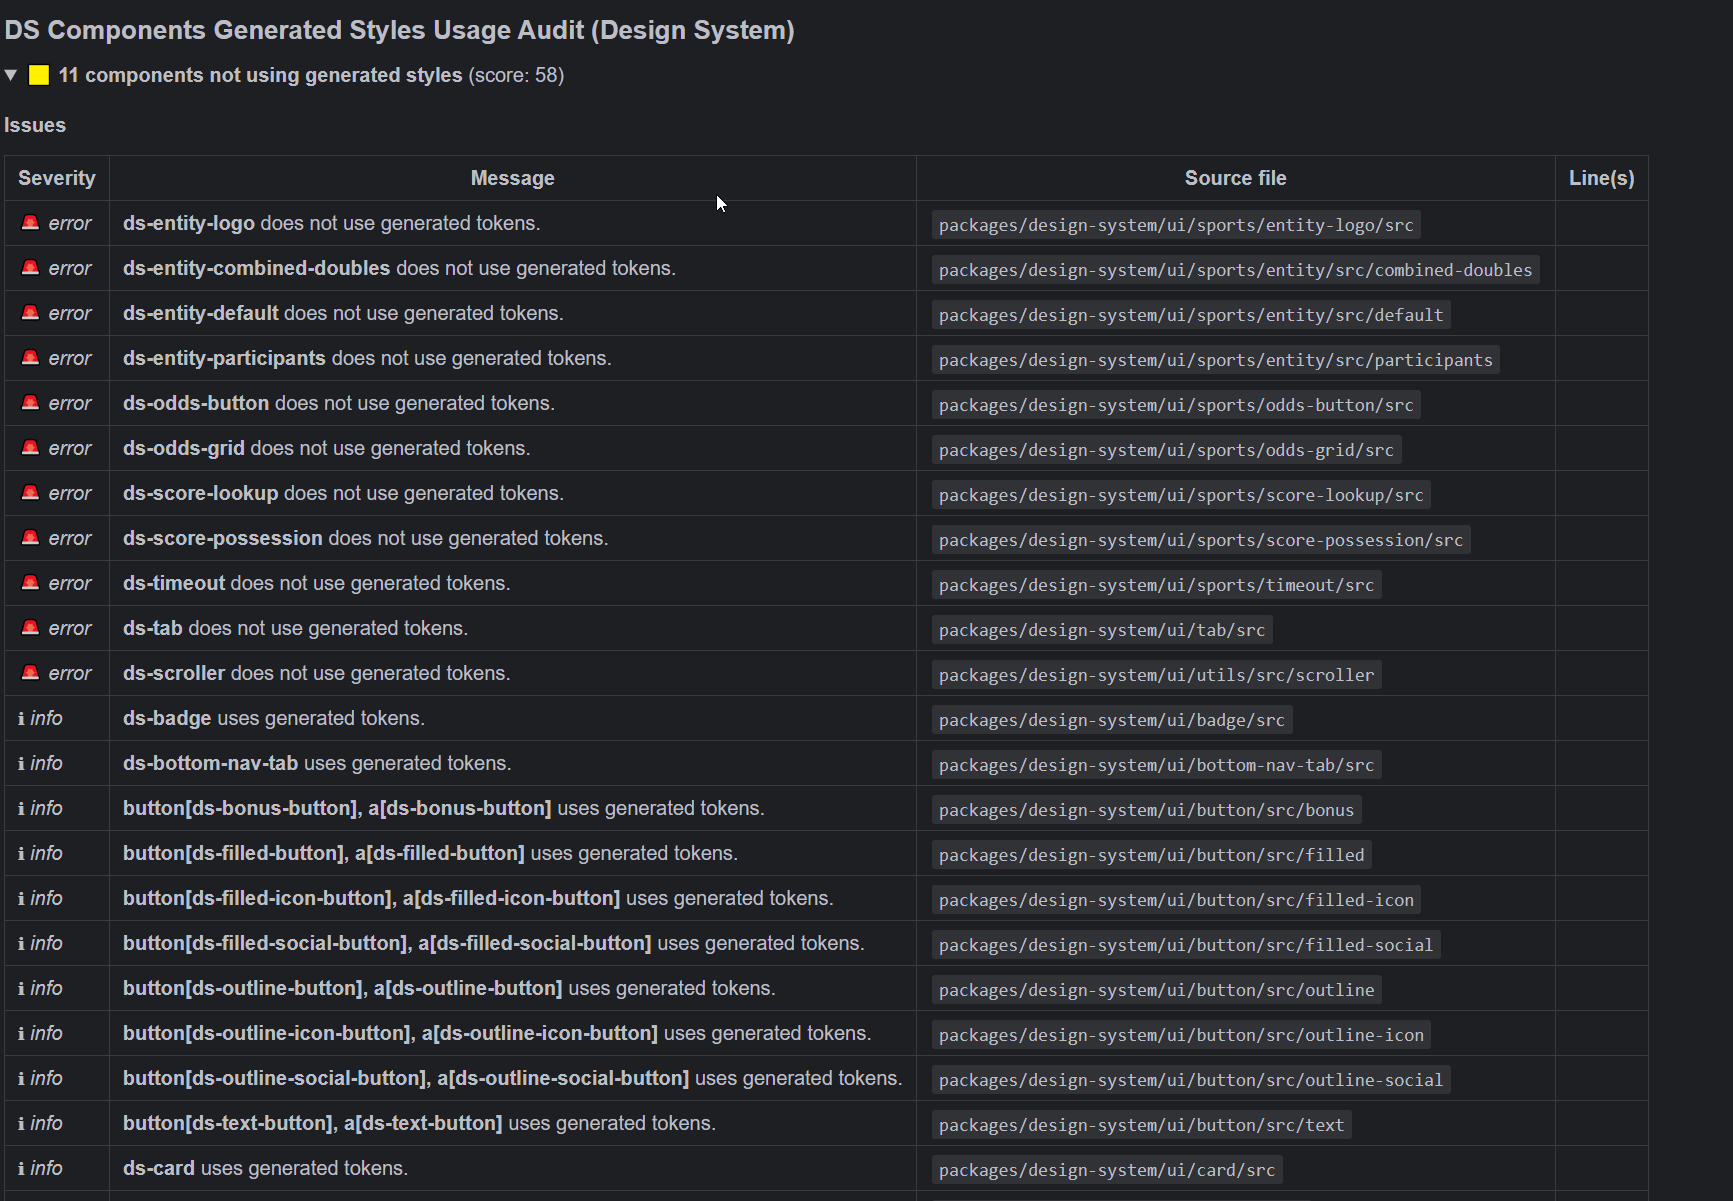 DS Components Generated Styles Usage Audit (Design System)
11 components not using generated styles (score: 58)
Issues
Severity Message Source file Line(s)
error ds-entity-logo does not use generated tokens. packages/design-system/ui/sports/entity-logo/src
error ds-entity-combined-doubles does not use generated tokens. packages/design-system/ui/sports/entity/src/combined-doubles
error ds-entity-default does not use generated tokens. packages/design-system/ui/sports/entity/src/default
error ds-entity-participants does not use generated tokens. packages/design-system/ui/sports/entity/src/participants
error ds-odds-button does not use generated tokens. packages/design-system/ui/sports/odds-button/src
error ds-odds-grid does not use generated tokens. packages/design-system/ui/sports/odds-grid/src
error ds-score-lookup does not use generated tokens. packages/design-system/ui/sports/score-lookup/src
error ds-score-possession does not use generated tokens. packages/design-system/ui/sports/score-possession/src
error ds-timeout does not use generated tokens. packages/design-system/ui/sports/timeout/src
error ds-tab does not use generated tokens. packages/design-system/ui/tab/src
error ds-scroller does not use generated tokens. packages/design-system/ui/utils/src/scroller
i info ds-badge uses generated tokens. packages/design-system/ui/badge/src
i info ds-bottom-nav-tab uses generated tokens. packages/design-system/ui/bottom-nav-tab/src
i info button[ds-bonus-button], a[ds-bonus-button] uses generated tokens. packages/design-system/ui/button/src/bonus
i info button[ds-filled-button], a[ds-filled-button] uses generated tokens. packages/design-system/ui/button/src/filled
i info button[ds-filled-icon-button], a[ds-filled-icon-button] uses generated tokens. packages/design-system/ui/button/src/filled-icon
i info button[ds-filled-social-button], a[ds-filled-social-button] uses generated tokens. packages/design-system/ui/button/src/filled-social
i info button[ds-outline-button], a[ds-outline-button] uses generated tokens. packages/design-system/ui/button/src/outline
i info button[ds-outline-icon-button], a[ds-outline-icon-button] uses generated tokens. packages/design-system/ui/button/src/outline-icon
i info button[ds-outline-social-button], a[ds-outline-social-button] uses generated tokens. packages/design-system/ui/button/src/outline-social
i info button[ds-text-button], a[ds-text-button] uses generated tokens. packages/design-system/ui/button/src/text
i info ds-card uses generated tokens. packages/design-system/ui/card/src